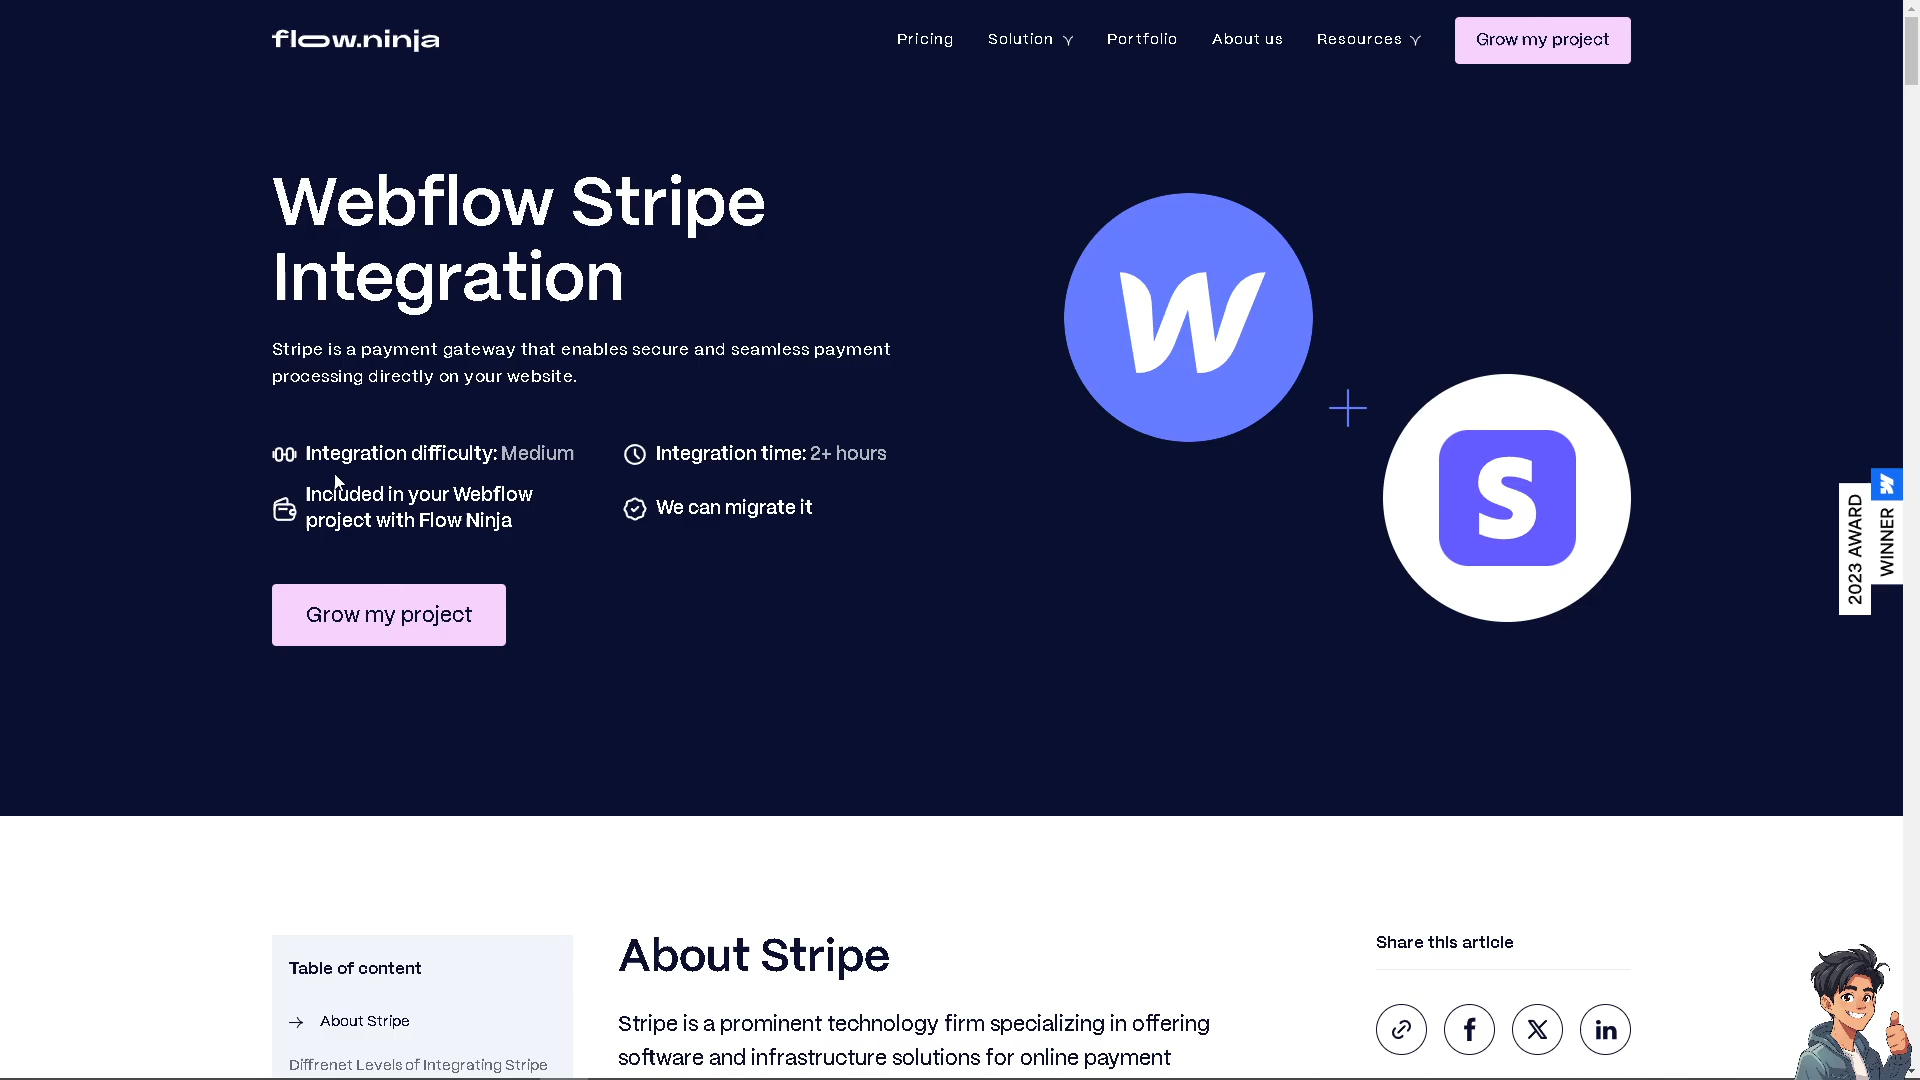 flow.ninja
Pricing
Solution
Portfolio
About us
Resources
Grow my project
Webflow Stripe
Integration
Stripe is a payment gateway that enables secure and seamless payment
processing directly on your website.
Integration difficulty: Medium
Integration time: 2+ hours
Included in your Webflow
project with Flow Ninja
We can migrate it
Grow my project
2023 AWARD
WINNER
Table of content
About Stripe
Diffrenet Levels of Integrating Stripe
About Stripe
Stripe is a prominent technology firm specializing in offering
software and infrastructure solutions for online payment
Share this article